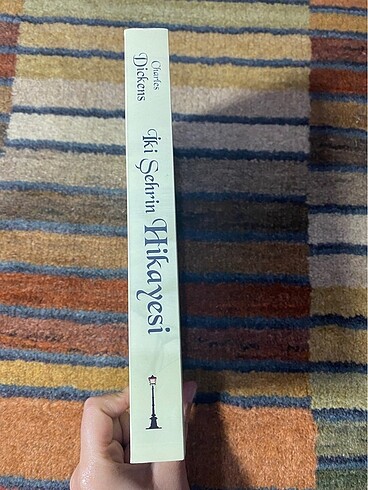 Charles
Dickens
İki Şehrin Hikayesi